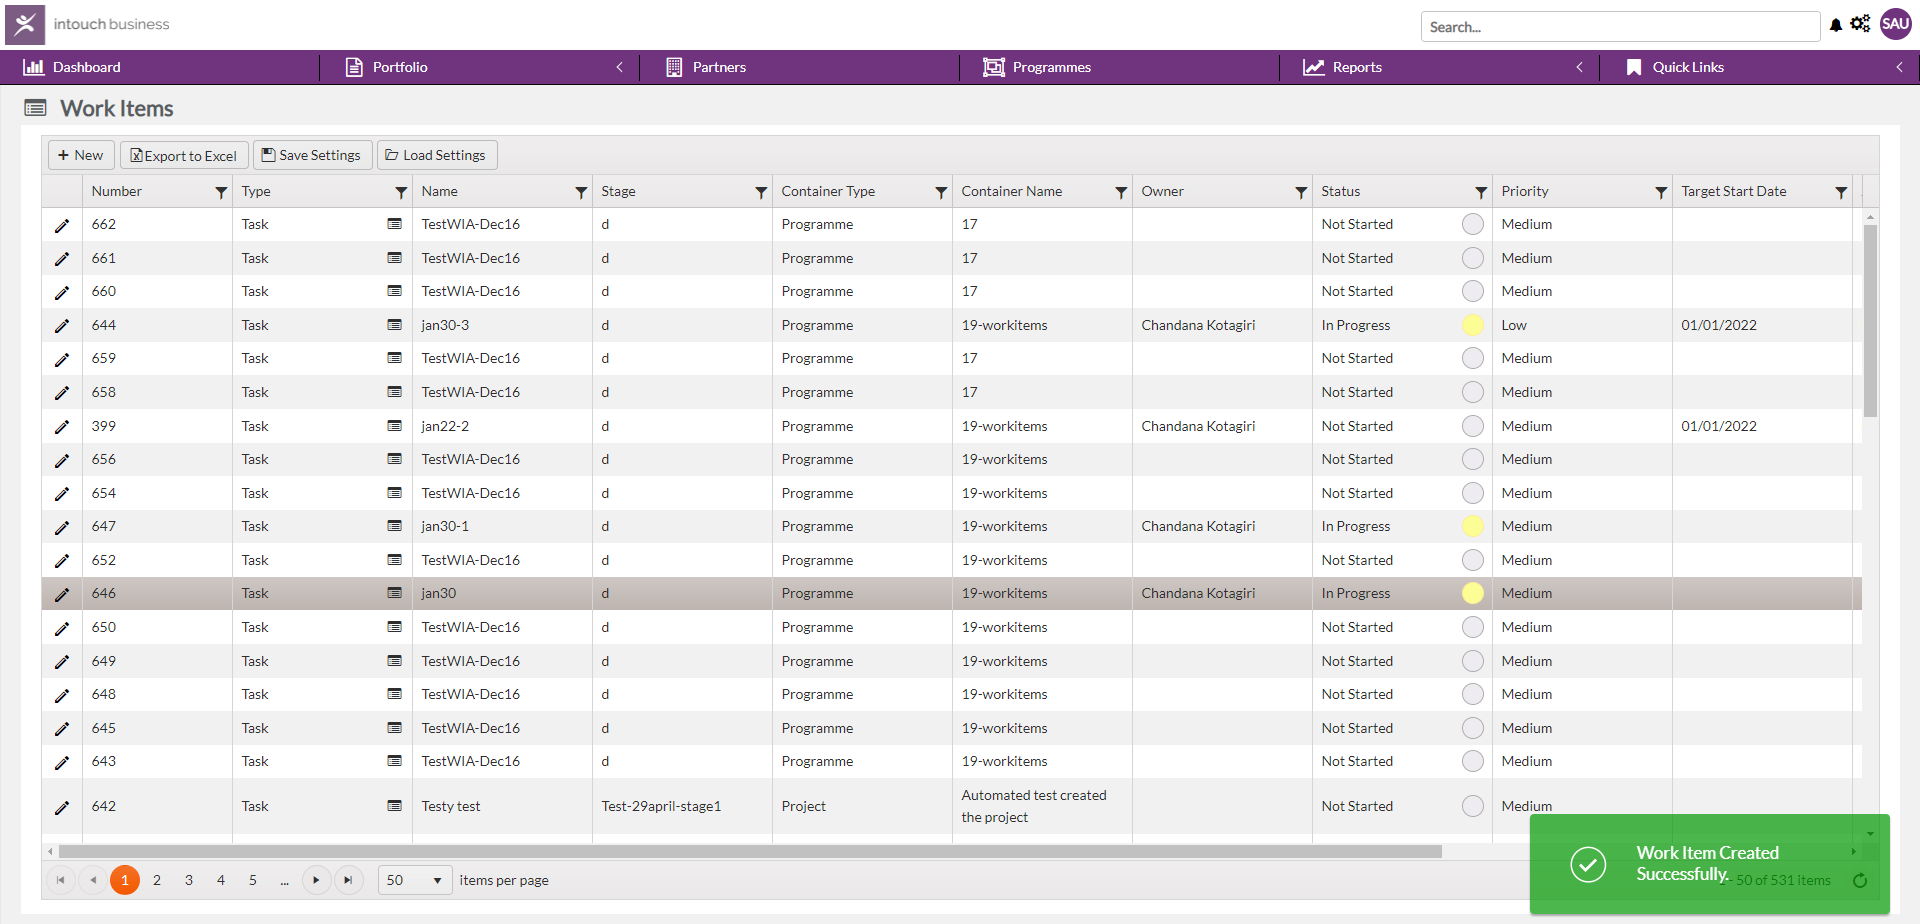 intouch business
Search...
SAU
Dashboard Portfolio Partners Programmes Reports Quick Links
Work Items
+ New Export to Excel Save Settings Load Settings
Number Type Name Stage Container Type Container Name Owner Status Priority Target Start Date
662 Task TestWIA-Dec16 d Programme 17 Not Started Medium
661 Task TestWIA-Dec16 d Programme 17 Not Started Medium
660 Task TestWIA-Dec16 d Programme 17 Not Started Medium
644 Task jan30-3 d Programme 19-workitems Chandana Kotagiri In Progress Low 01/01/2022
659 Task TestWIA-Dec16 d Programme 17 Not Started Medium
658 Task TestWIA-Dec16 d Programme 17 Not Started Medium
399 Task jan22-2 d Programme 19-workitems Chandana Kotagiri Not Started Medium 01/01/2022
656 Task TestWIA-Dec16 d Programme 19-workitems Not Started Medium
654 Task TestWIA-Dec16 d Programme 19-workitems Not Started Medium
647 Task jan30-1 d Programme 19-workitems Chandana Kotagiri In Progress Medium
652 Task TestWIA-Dec16 d Programme 19-workitems Not Started Medium
646 Task jan30 d Programme 19-workitems Chandana Kotagiri In Progress Medium
650 Task TestWIA-Dec16 d Programme 19-workitems Not Started Medium
649 Task TestWIA-Dec16 d Programme 19-workitems Not Started Medium
648 Task TestWIA-Dec16 d Programme 19-workitems Not Started Medium
645 Task TestWIA-Dec16 d Programme 19-workitems Not Started Medium
643 Task TestWIA-Dec16 d Programme 19-workitems Not Started Medium
642 Task Testy test Test-29april-stage1 Project Automated test created the project Not Started Medium
Work Item Created
Successfully.
1 2 3 4 5 ... 50 items per page - 50 of 531 items